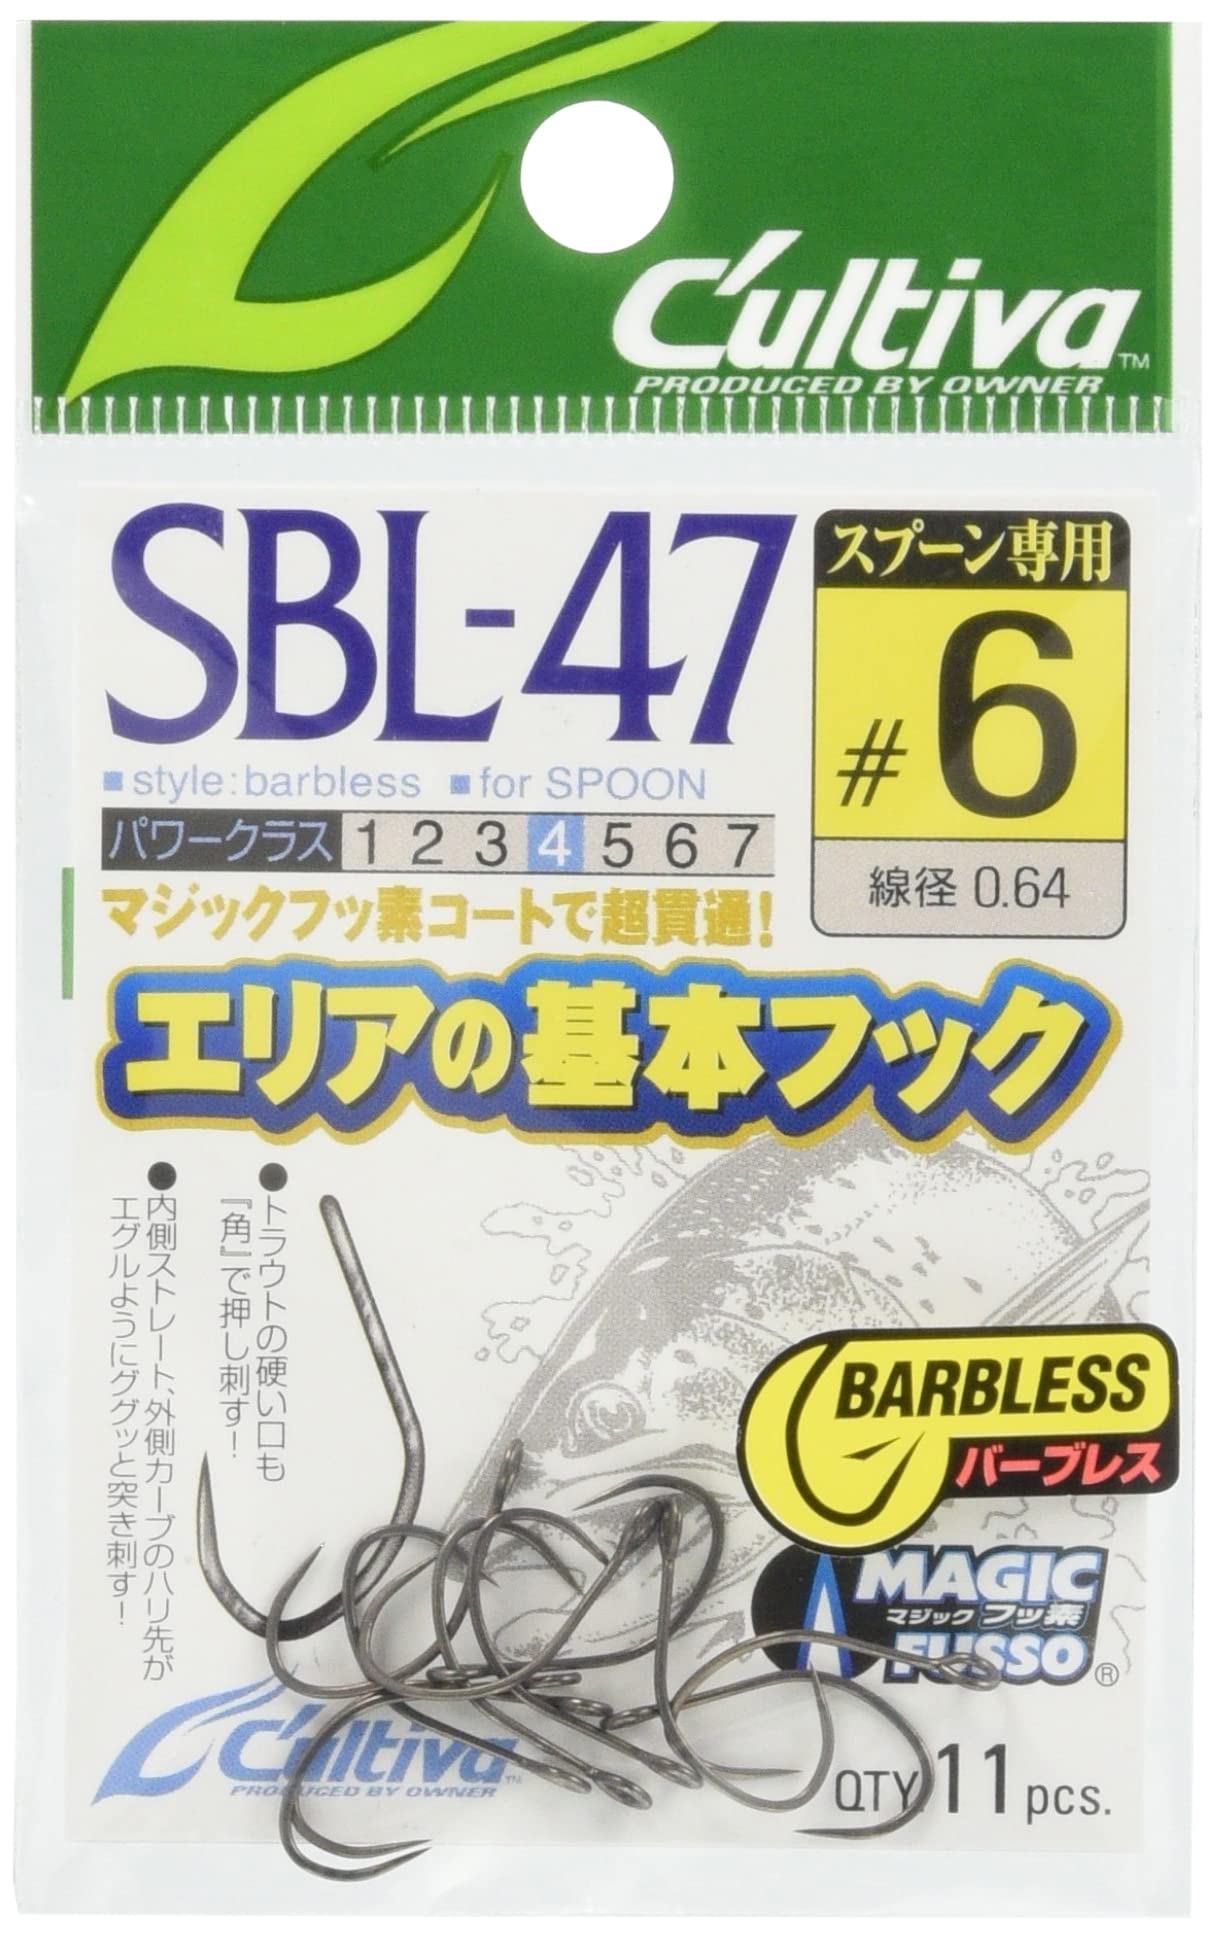 C'ultiva™
PRODUCED BY OWNER
SBL-47
■style:barbless ■for SPOON
パワークラス 1 2 3 4 5 6 7
スプーン専用
#6
線径 0.64
マジックフッ素コートで超貫通!
エリアの基本フック
●トラウトの硬い口も
『角』で押し刺す!
●内側ストレート、外側カーブのハリ先が
エグルようにググッと突き刺す!
BARBLESS
バーブレス
MAGIC
マジック フッ素
FUSSO®
C'ultiva™
PRODUCED BY OWNER
QTY.11pcs.